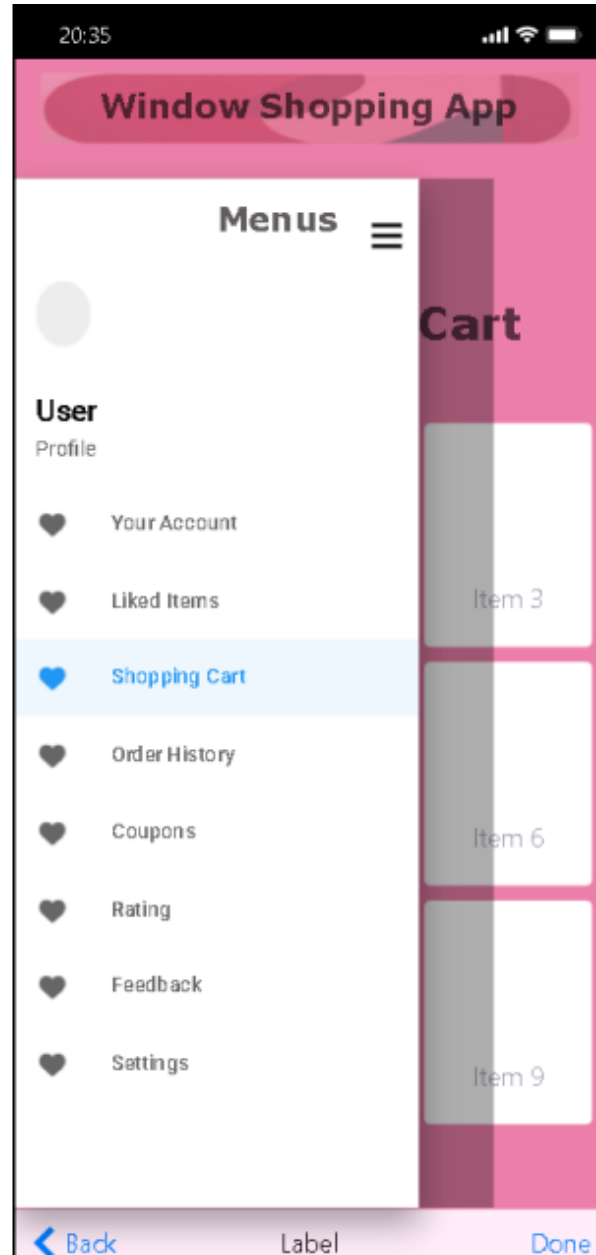 20:35
Window Shopping App
Menus
Cart
User
Profile
Your Account
Liked Items
Item 3
Shopping Cart
Order History
Coupons
Item 6
Rating
Feedback
Settings
Item 9
Back Label Done